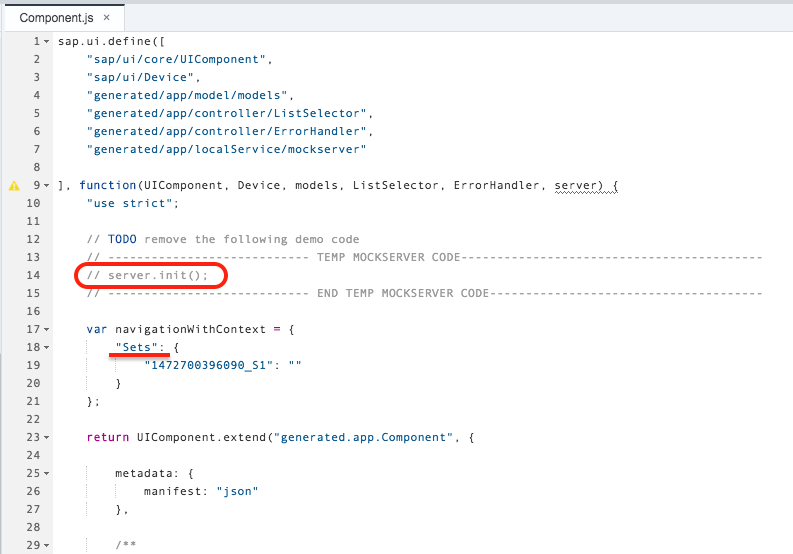 Component.js ×
1 sap.ui.define([
2 "sap/ui/core/UIComponent",
3 "sap/ui/Device",
4 "generated/app/model/models",
5 "generated/app/controller/ListSelector",
6 "generated/app/controller/ErrorHandler",
7 "generated/app/localService/mockserver"
8
9 ], function(UIComponent, Device, models, ListSelector, ErrorHandler, server) {
10 "use strict";
11
12 // TODO remove the following demo code
13 // ---------------------------- TEMP MOCKSERVER CODE------------------------------------------
14 // server.init();
15 // ---------------------------- END TEMP MOCKSERVER CODE--------------------------------------
16
17 var navigationWithContext = {
18 "Sets": {
19 "1472700396090_S1": ""
20 }
21 };
22
23 return UIComponent.extend("generated.app.Component", {
24
25 metadata: {
26 manifest: "json"
27 },
28
29 /**